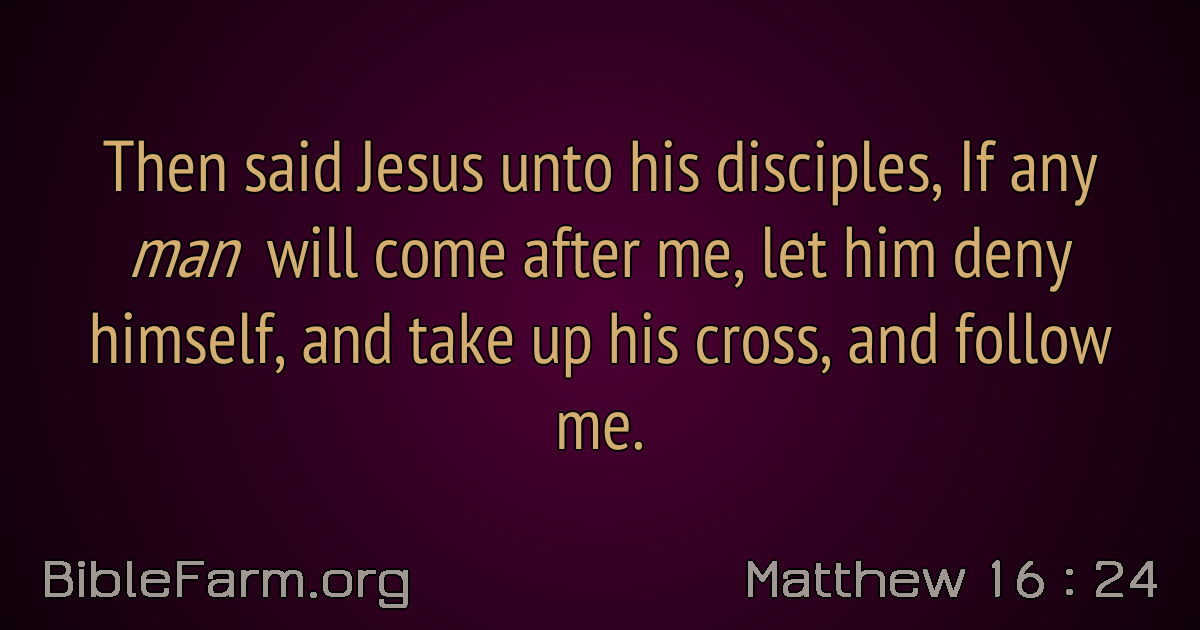 Then said Jesus unto his disciples, If any
man will come after me, let him deny
himself, and take up his cross, and follow
me.
BibleFarm.org
Matthew 16 : 24